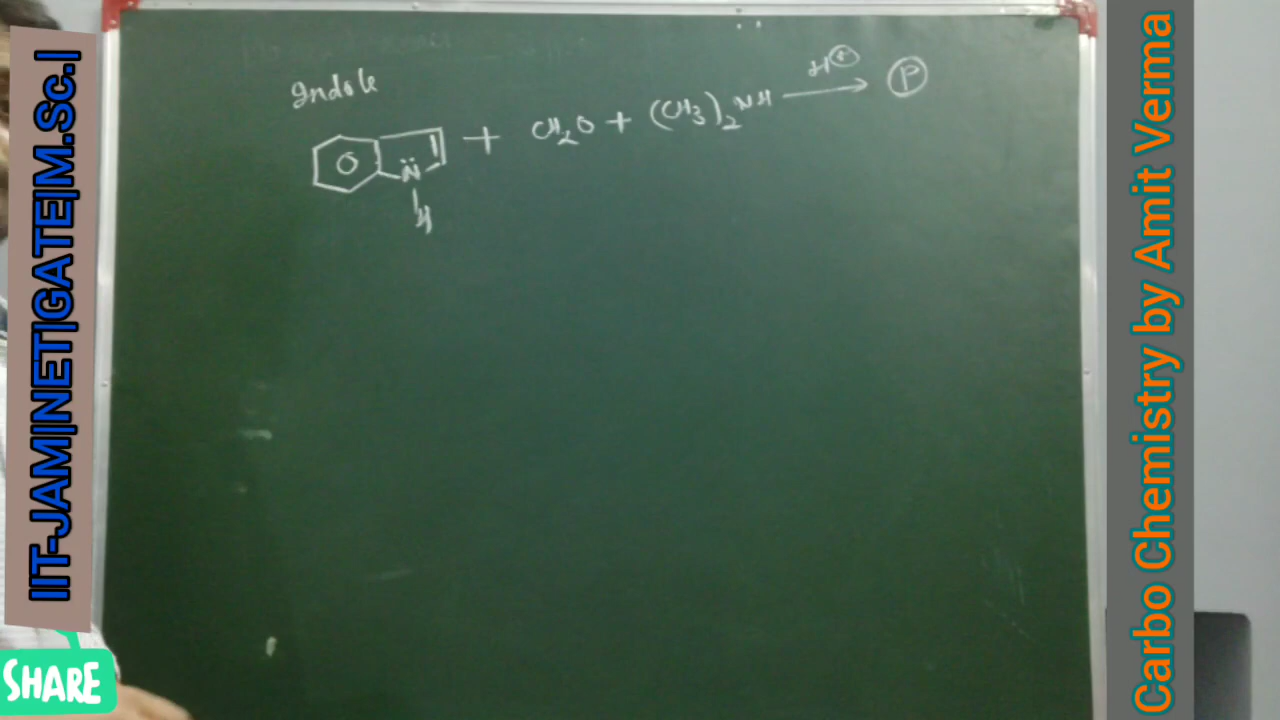 IIT-JAM|NET|GATE|M.Sc.|
SHARE
Indole
+ CH₂O + (CH₃)₂NH
H⊕
P
N
H
Carbo Chemistry by Amit Verma